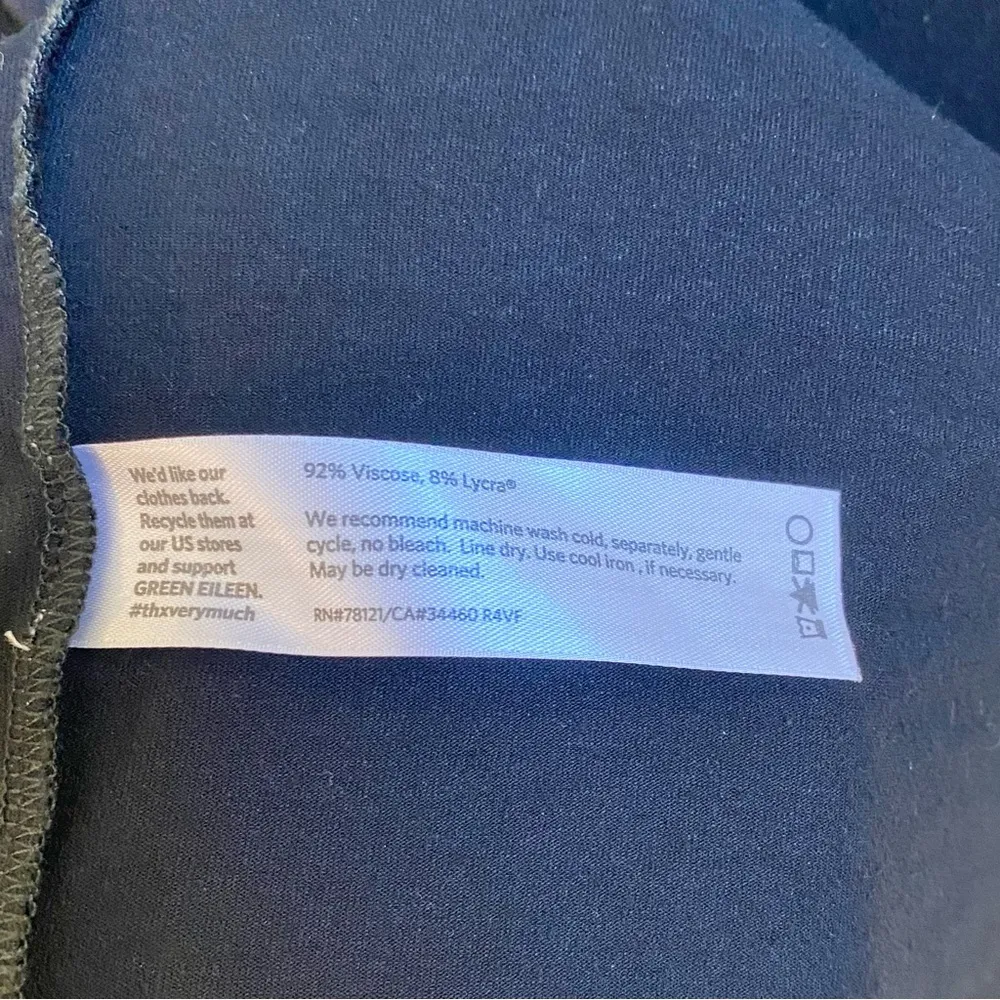 We'd like our
clothes back.
Recycle them at
our US stores
and support
GREEN EILEEN.
#thxverymuch
92% Viscose, 8% Lycra®
We recommend machine wash cold, separately, gentle
cycle, no bleach. Line dry. Use cool iron , if necessary.
May be dry cleaned.
RN#78121/CA#34460 R4VF